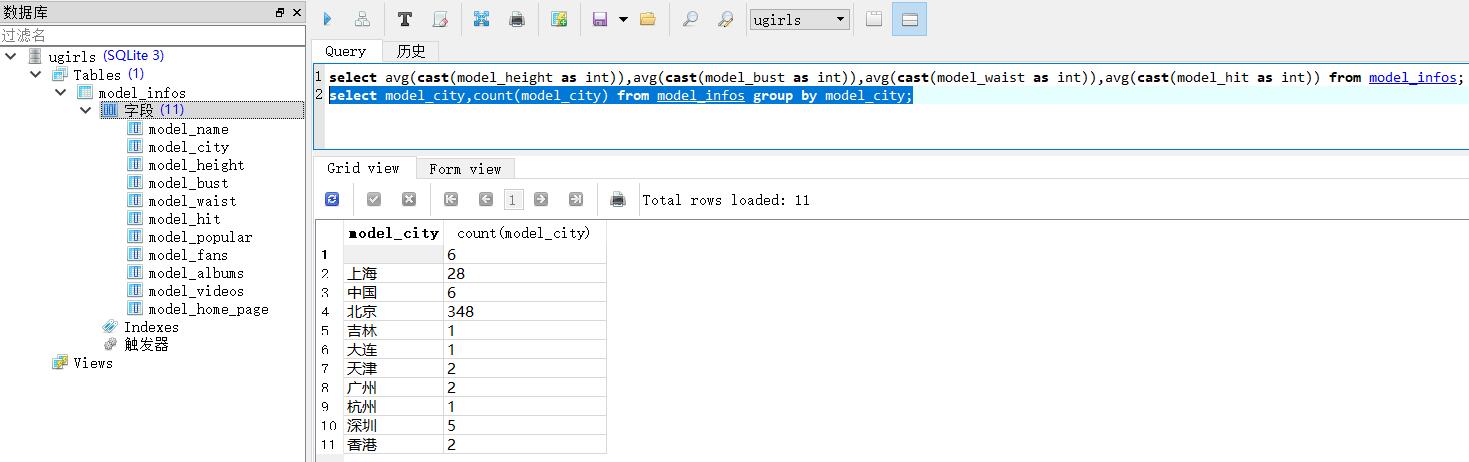 数据库
过滤名
ugirls (SQLite 3)
Tables (1)
model_infos
字段 (11)
model_name
model_city
model_height
model_bust
model_waist
model_hit
model_popular
model_fans
model_albums
model_videos
model_home_page
Indexes
触发器
Views
ugirls
Query 历史
1 select avg(cast(model_height as int)),avg(cast(model_bust as int)),avg(cast(model_waist as int)),avg(cast(model_hit as int)) from model_infos;
2 select model_city,count(model_city) from model_infos group by model_city;
Grid view Form view
1 Total rows loaded: 11
model_city count(model_city)
1 6
2 上海 28
3 中国 6
4 北京 348
5 吉林 1
6 大连 1
7 天津 2
8 广州 2
9 杭州 1
10 深圳 5
11 香港 2